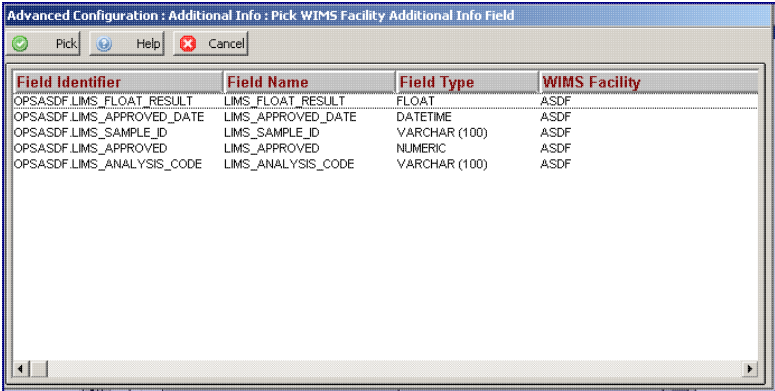 Advanced Configuration : Additional Info : Pick WIMS Facility Additional Info Field
Pick Help Cancel
Field Identifier Field Name Field Type WIMS Facility
OPSASDF.LIMS_FLOAT_RESULT LIMS_FLOAT_RESULT FLOAT ASDF
OPSASDF.LIMS_APPROVED_DATE LIMS_APPROVED_DATE DATETIME ASDF
OPSASDF.LIMS_SAMPLE_ID LIMS_SAMPLE_ID VARCHAR (100) ASDF
OPSASDF.LIMS_APPROVED LIMS_APPROVED NUMERIC ASDF
OPSASDF.LIMS_ANALYSIS_CODE LIMS_ANALYSIS_CODE VARCHAR (100) ASDF